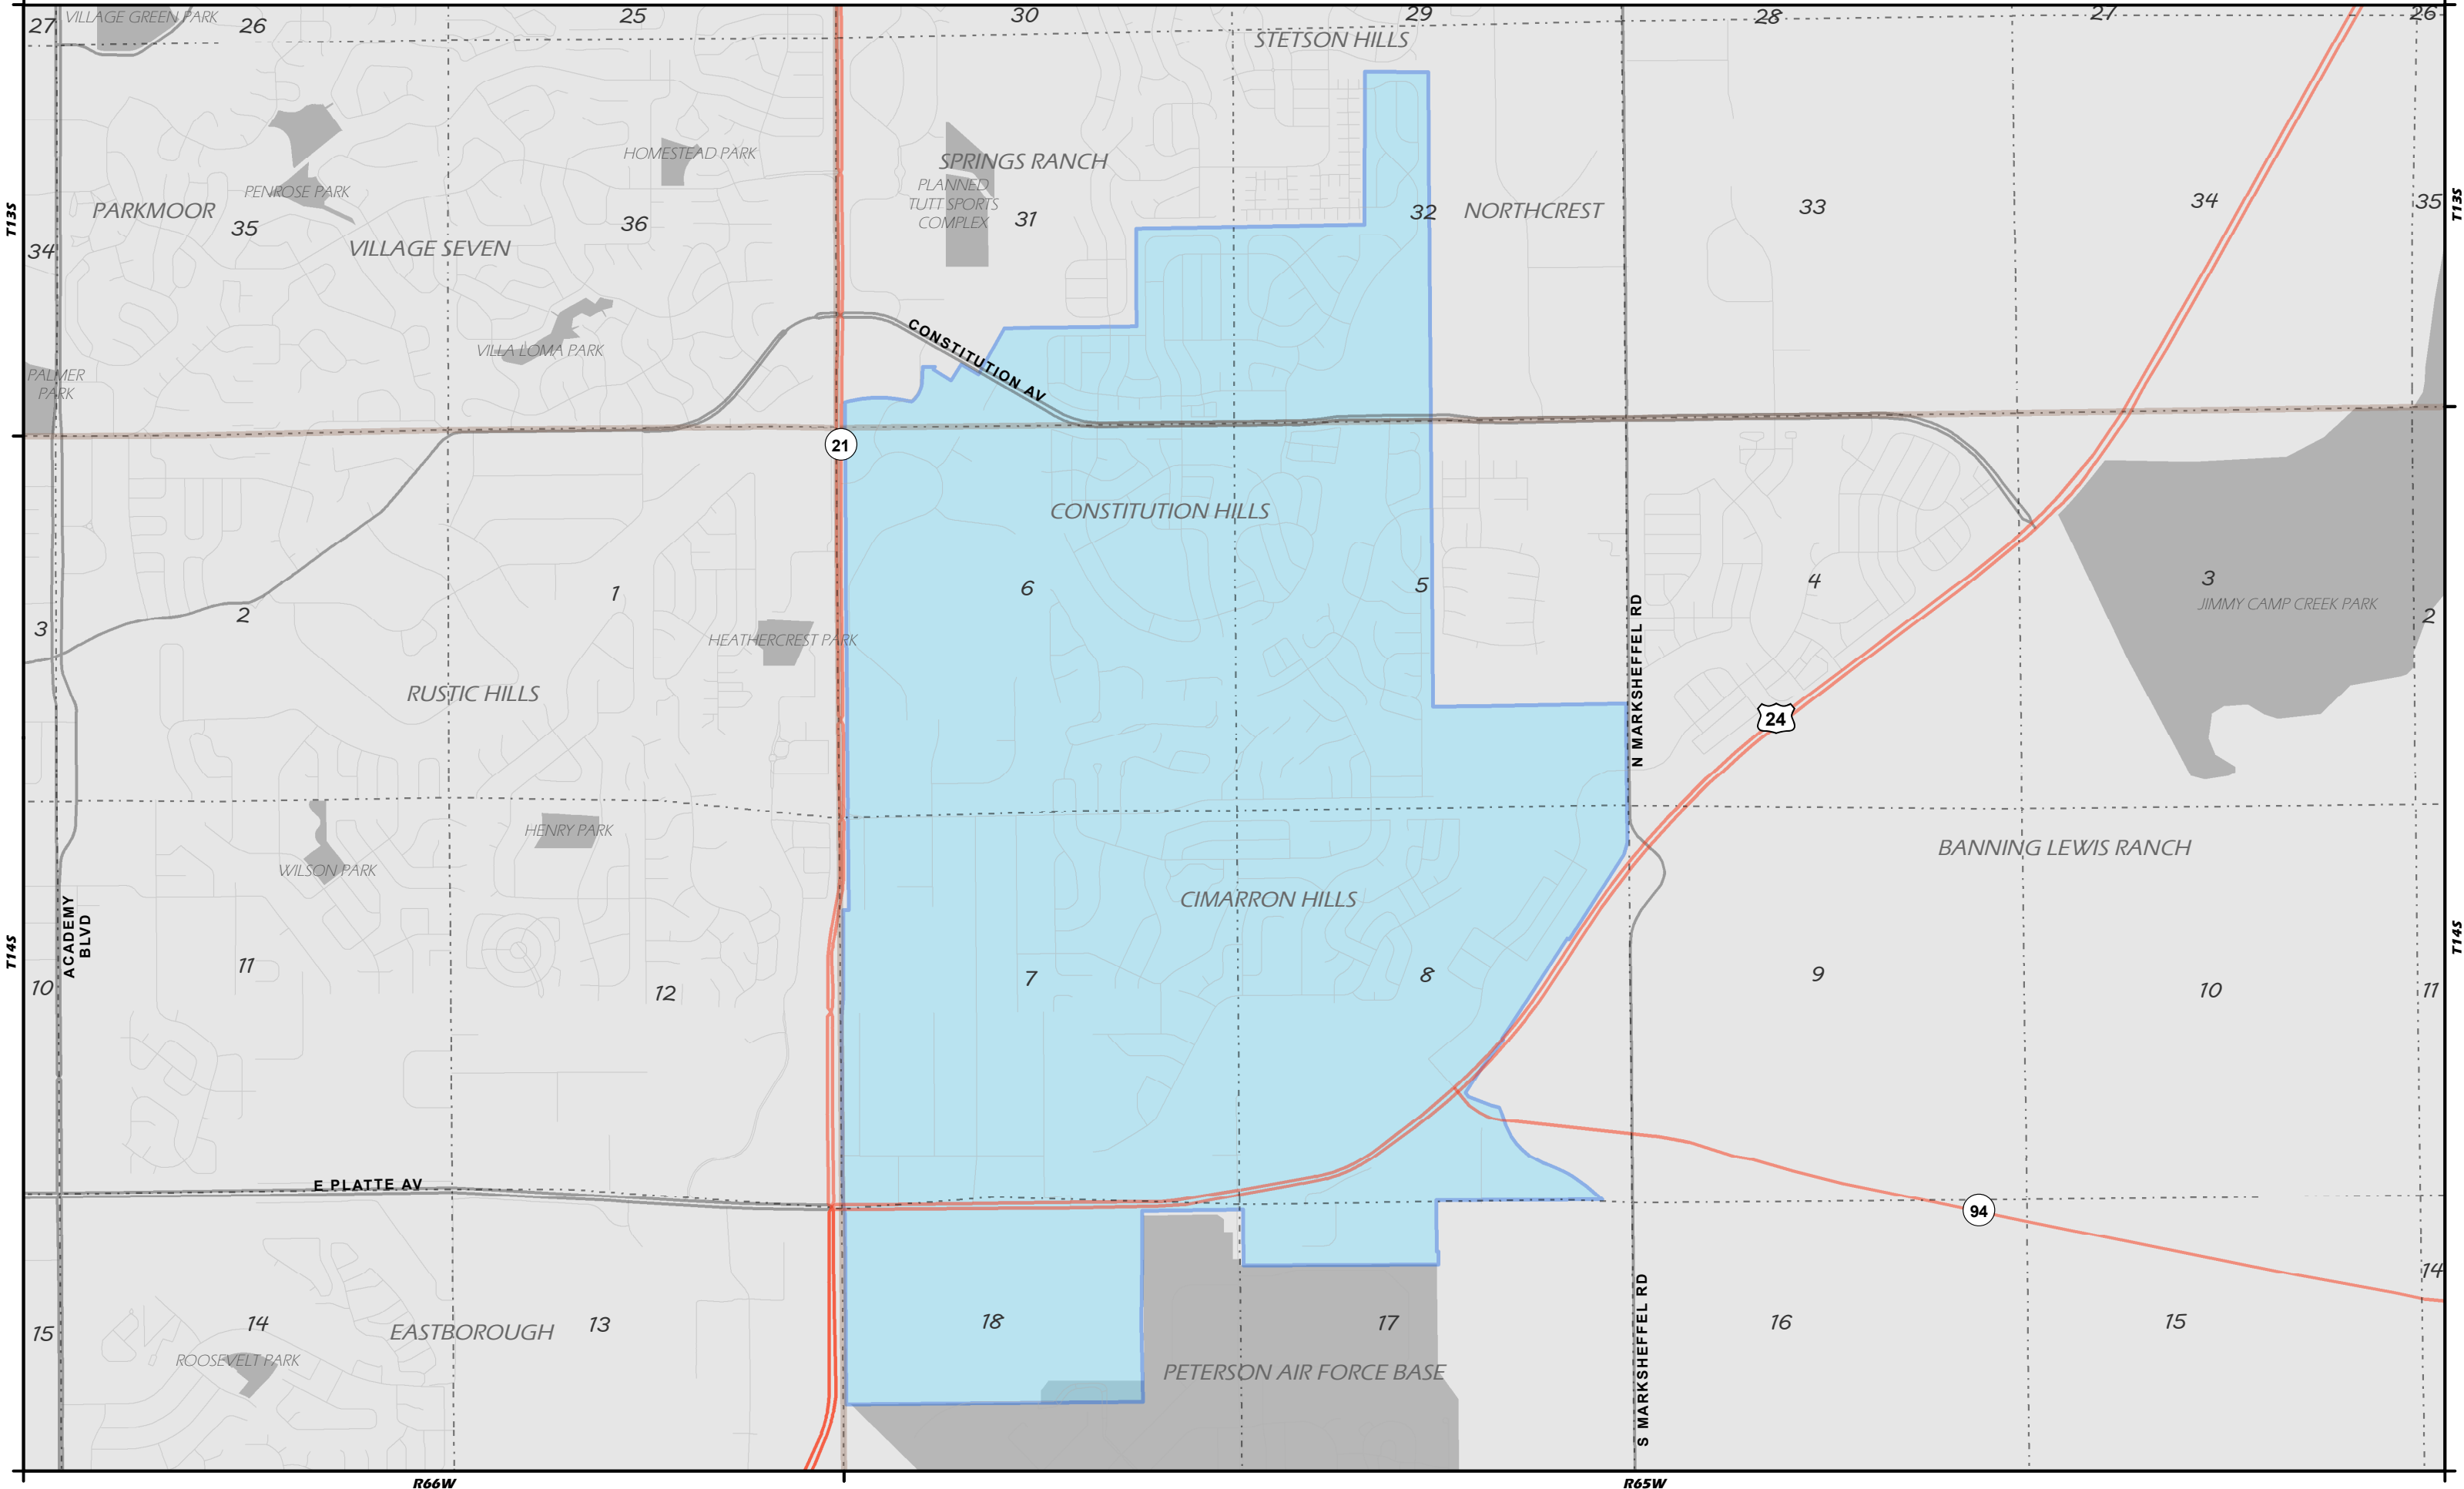 27
VILLAGE GREEN PARK
26
25
30
29
28
27
26
STETSON HILLS
HOMESTEAD PARK
SPRINGS RANCH
PLANNED
TUTT SPORTS
COMPLEX
31
PENROSE PARK
PARKMOOR
35
36
VILLAGE SEVEN
T13S
34
32
NORTHCREST
33
34
35
T13S
CONSTITUTION AV
VILLA LOMA PARK
PALMER
PARK
21
CONSTITUTION HILLS
6
5
4
3
JIMMY CAMP CREEK PARK
2
1
2
3
HEATHERCREST PARK
RUSTIC HILLS
N MARKSHEFFEL RD
24
HENRY PARK
WILSON PARK
BANNING LEWIS RANCH
CIMARRON HILLS
ACADEMY
BLVD
T14S
10
11
12
7
8
9
10
11
T14S
E PLATTE AV
94
15
14
EASTBOROUGH
13
ROOSEVELT PARK
18
17
PETERSON AIR FORCE BASE
S MARKSHEFFEL RD
16
15
14
R66W
R65W